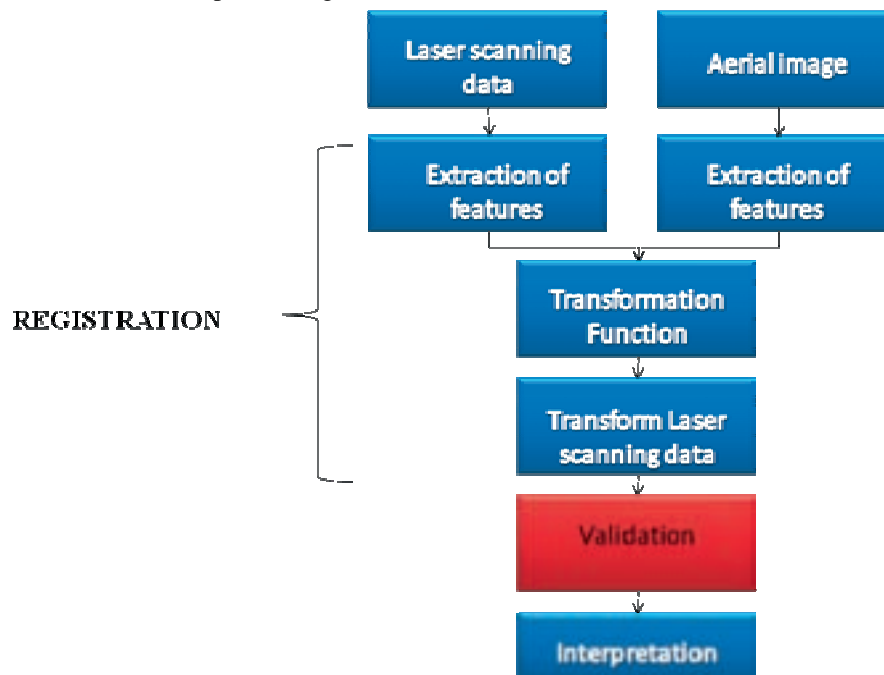 Laser scanning
data
Aerial image
Extraction of
features
Extraction of
features
Transformation
Function
REGISTRATION
Transform Laser
scanning data
Validation
Interpretation